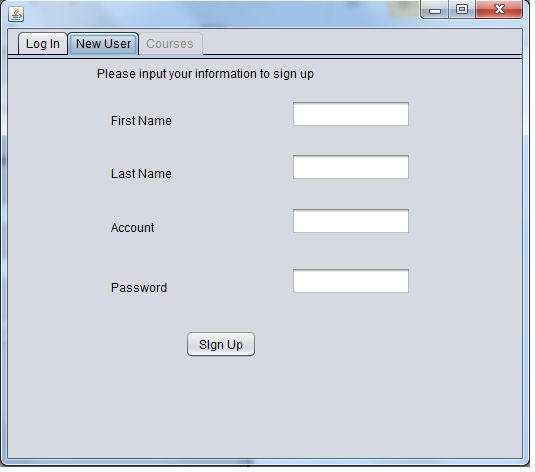 Log In New User Courses
Please input your information to sign up
First Name
Last Name
Account
Password
SIgn Up